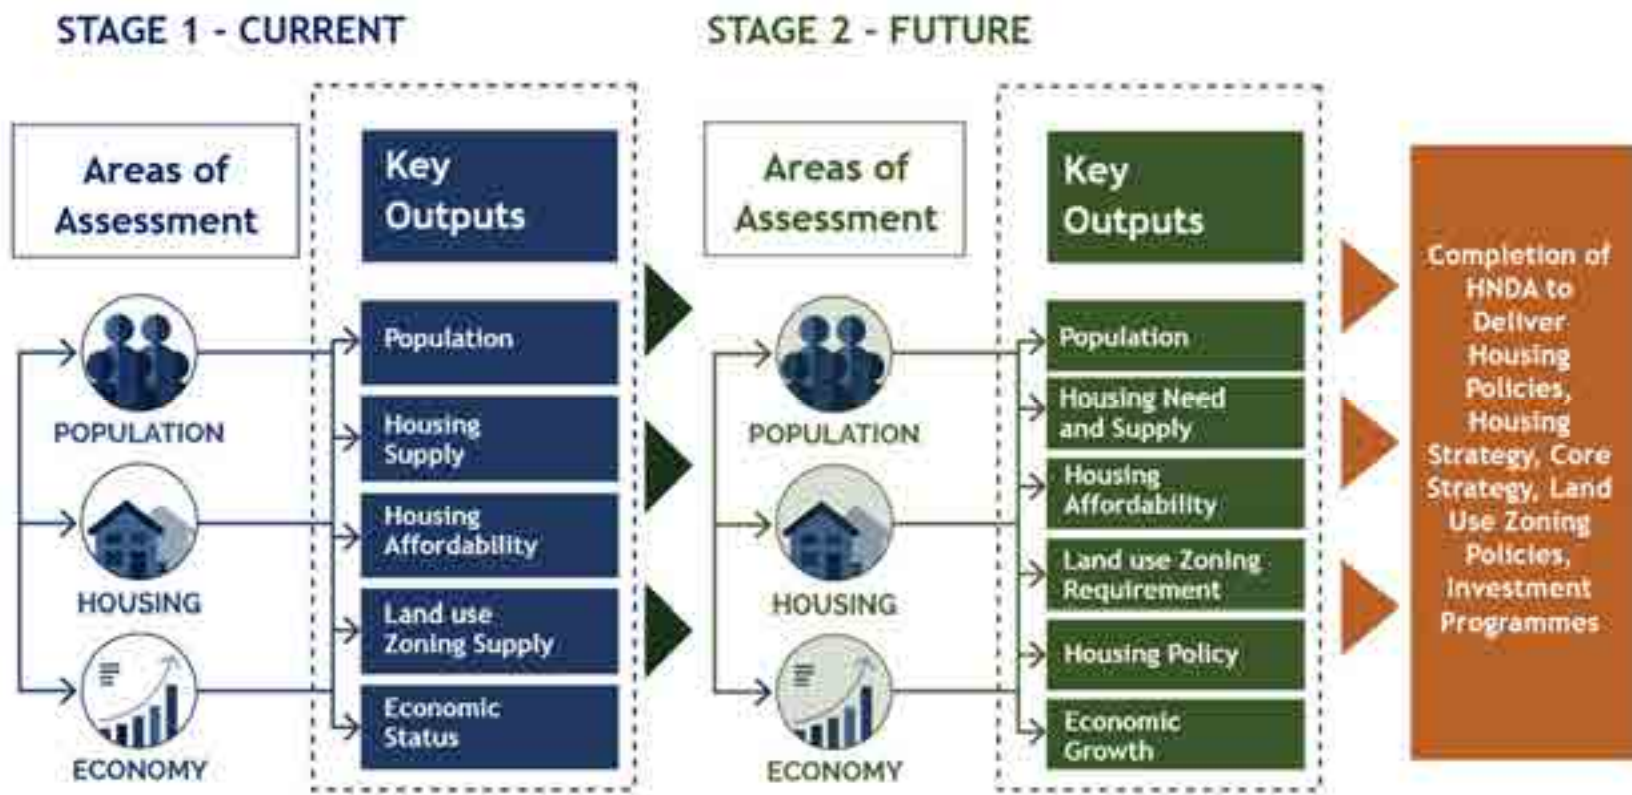 STAGE 1 - CURRENT
Areas of
Assessment
Key
Outputs
POPULATION
HOUSING
ECONOMY
Population
Housing
Supply
Housing
Affordability
Land use
Zoning Supply
Economic
Status
STAGE 2 - FUTURE
Areas of
Assessment
Key
Outputs
POPULATION
HOUSING
ECONOMY
Population
Housing Need
and Supply
Housing
Affordability
Land use Zoning
Requirement
Housing Policy
Economic
Growth
Completion of
HNDA to
Deliver
Housing
Policies,
Housing
Strategy, Core
Strategy, Land
Use Zoning
Policies,
Investment
Programmes